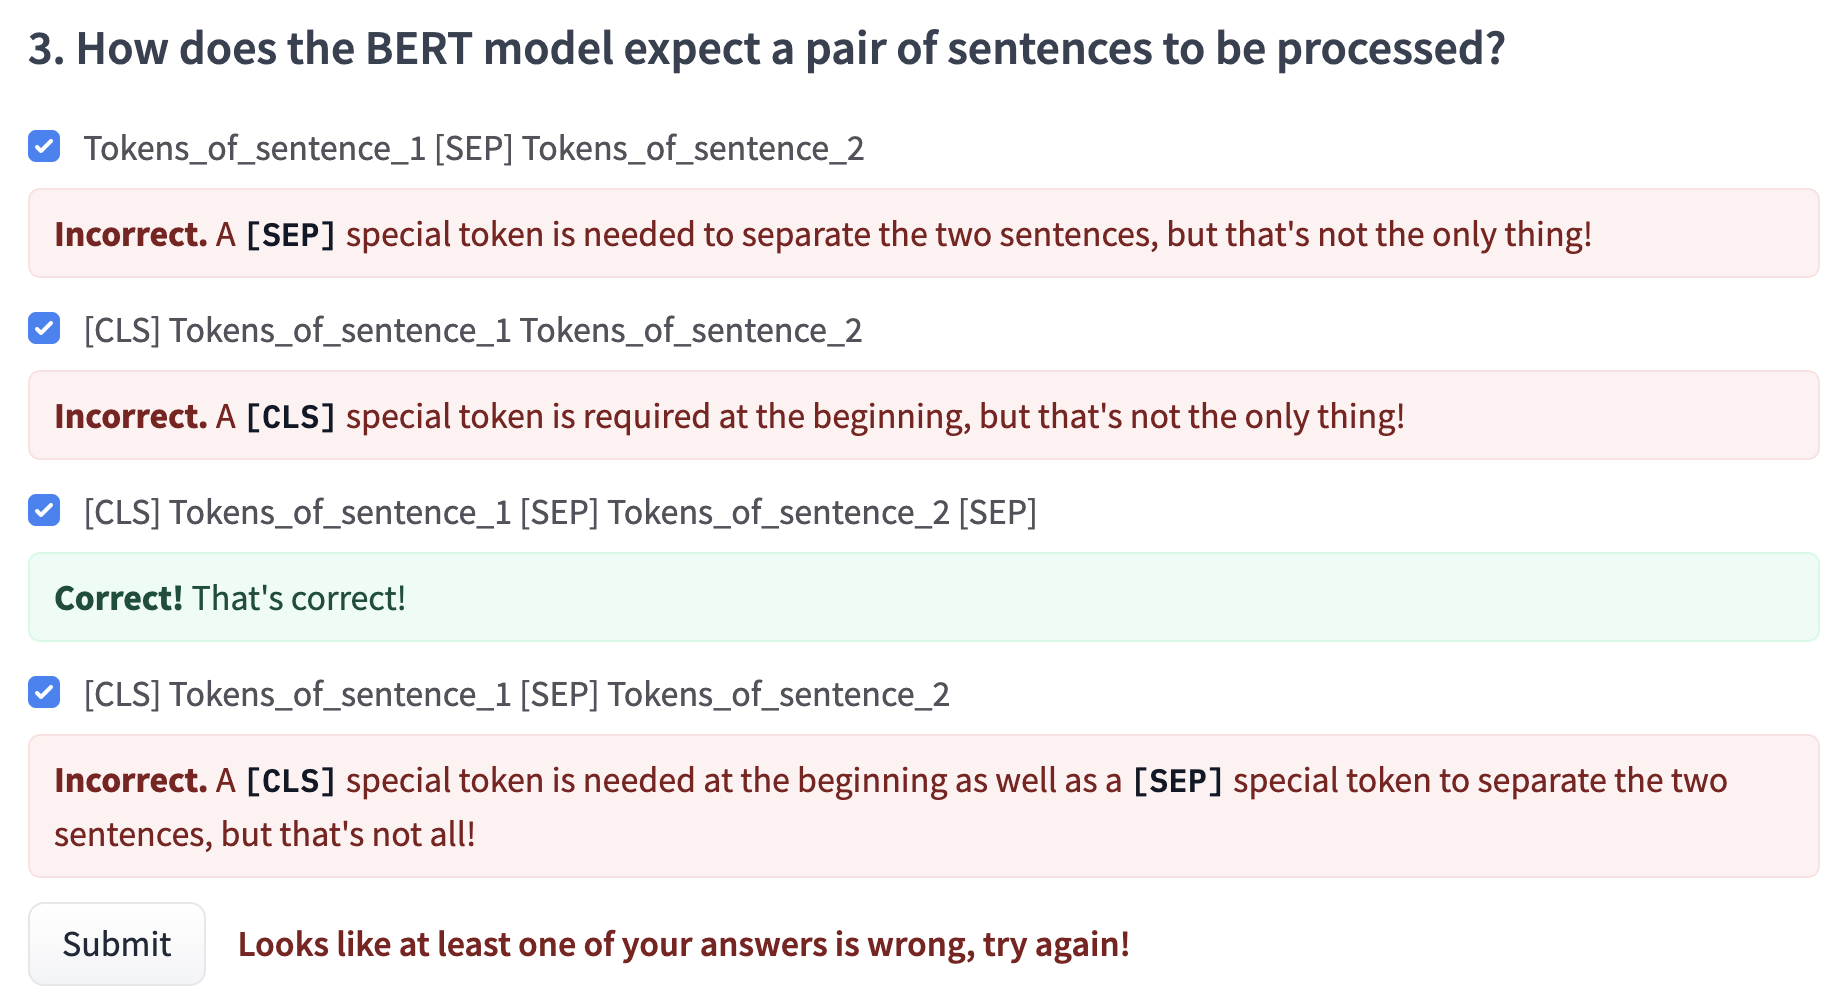 3. How does the BERT model expect a pair of sentences to be processed?
Tokens_of_sentence_1 [SEP] Tokens_of_sentence_2
Incorrect. A [SEP] special token is needed to separate the two sentences, but that's not the only thing!
[CLS] Tokens_of_sentence_1 Tokens_of_sentence_2
Incorrect. A [CLS] special token is required at the beginning, but that's not the only thing!
[CLS] Tokens_of_sentence_1 [SEP] Tokens_of_sentence_2 [SEP]
Correct! That's correct!
[CLS] Tokens_of_sentence_1 [SEP] Tokens_of_sentence_2
Incorrect. A [CLS] special token is needed at the beginning as well as a [SEP] special token to separate the two
sentences, but that's not all!
Submit Looks like at least one of your answers is wrong, try again!